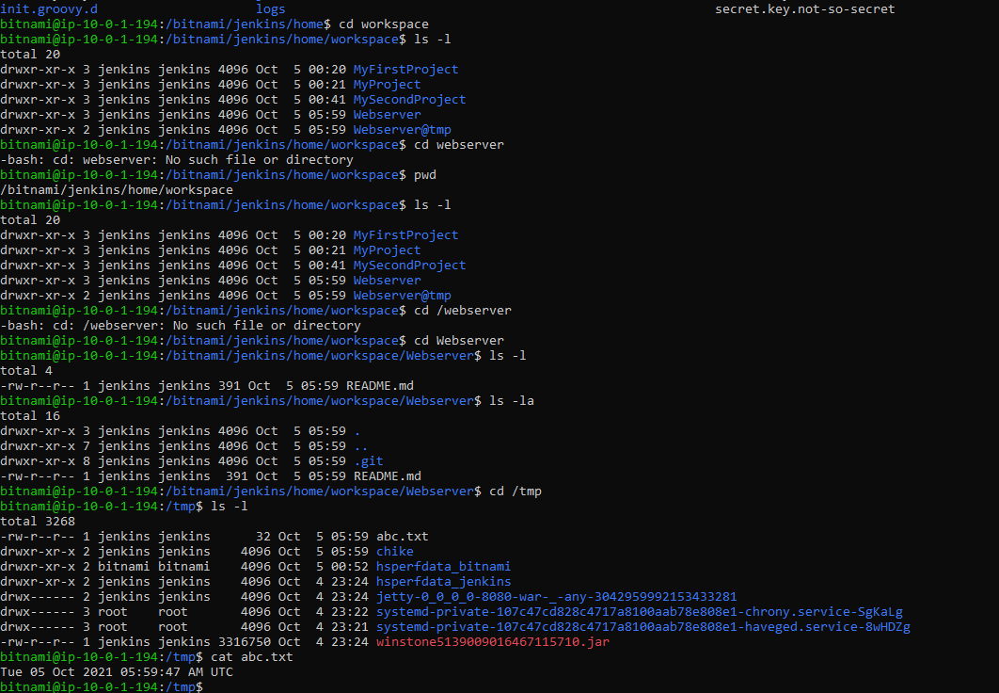 init.groovy.d                     logs                                                           secret.key.not-so-secret
bitnami@ip-10-0-1-194:/bitnami/jenkins/home$ cd workspace
bitnami@ip-10-0-1-194:/bitnami/jenkins/home/workspace$ ls -l
total 20
drwxr-xr-x 3 jenkins jenkins 4096 Oct  5 00:20 MyFirstProject
drwxr-xr-x 3 jenkins jenkins 4096 Oct  5 00:21 MyProject
drwxr-xr-x 3 jenkins jenkins 4096 Oct  5 00:41 MySecondProject
drwxr-xr-x 3 jenkins jenkins 4096 Oct  5 05:59 Webserver
drwxr-xr-x 2 jenkins jenkins 4096 Oct  5 05:59 Webserver@tmp
bitnami@ip-10-0-1-194:/bitnami/jenkins/home/workspace$ cd webserver
-bash: cd: webserver: No such file or directory
bitnami@ip-10-0-1-194:/bitnami/jenkins/home/workspace$ pwd
/bitnami/jenkins/home/workspace
bitnami@ip-10-0-1-194:/bitnami/jenkins/home/workspace$ ls -l
total 20
drwxr-xr-x 3 jenkins jenkins 4096 Oct  5 00:20 MyFirstProject
drwxr-xr-x 3 jenkins jenkins 4096 Oct  5 00:21 MyProject
drwxr-xr-x 3 jenkins jenkins 4096 Oct  5 00:41 MySecondProject
drwxr-xr-x 3 jenkins jenkins 4096 Oct  5 05:59 Webserver
drwxr-xr-x 2 jenkins jenkins 4096 Oct  5 05:59 Webserver@tmp
bitnami@ip-10-0-1-194:/bitnami/jenkins/home/workspace$ cd /webserver
-bash: cd: /webserver: No such file or directory
bitnami@ip-10-0-1-194:/bitnami/jenkins/home/workspace$ cd Webserver
bitnami@ip-10-0-1-194:/bitnami/jenkins/home/workspace/Webserver$ ls -l
total 4
-rw-r--r-- 1 jenkins jenkins 391 Oct  5 05:59 README.md
bitnami@ip-10-0-1-194:/bitnami/jenkins/home/workspace/Webserver$ ls -la
total 16
drwxr-xr-x 3 jenkins jenkins 4096 Oct  5 05:59 .
drwxr-xr-x 7 jenkins jenkins 4096 Oct  5 05:59 ..
drwxr-xr-x 8 jenkins jenkins 4096 Oct  5 05:59 .git
-rw-r--r-- 1 jenkins jenkins  391 Oct  5 05:59 README.md
bitnami@ip-10-0-1-194:/bitnami/jenkins/home/workspace/Webserver$ cd /tmp
bitnami@ip-10-0-1-194:/tmp$ ls -l
total 3268
-rw-r--r-- 1 jenkins jenkins      32 Oct  5 05:59 abc.txt
drwxr-xr-x 2 jenkins jenkins    4096 Oct  5 05:59 chike
drwxr-xr-x 2 bitnami bitnami    4096 Oct  5 00:52 hsperfdata_bitnami
drwxr-xr-x 2 jenkins jenkins    4096 Oct  4 23:24 hsperfdata_jenkins
drwx------ 2 jenkins jenkins    4096 Oct  4 23:24 jetty-0_0_0_0-8080-war-_-any-3042959992153433281
drwx------ 3 root    root       4096 Oct  4 23:22 systemd-private-107c47cd828c4717a8100aab78e808e1-chrony.service-SgKaLg
drwx------ 3 root    root       4096 Oct  4 23:21 systemd-private-107c47cd828c4717a8100aab78e808e1-haveged.service-8wHDZg
-rw-r--r-- 1 jenkins jenkins 3316750 Oct  4 23:24 winstone5139009016467115710.jar
bitnami@ip-10-0-1-194:/tmp$ cat abc.txt
Tue 05 Oct 2021 05:59:47 AM UTC
bitnami@ip-10-0-1-194:/tmp$